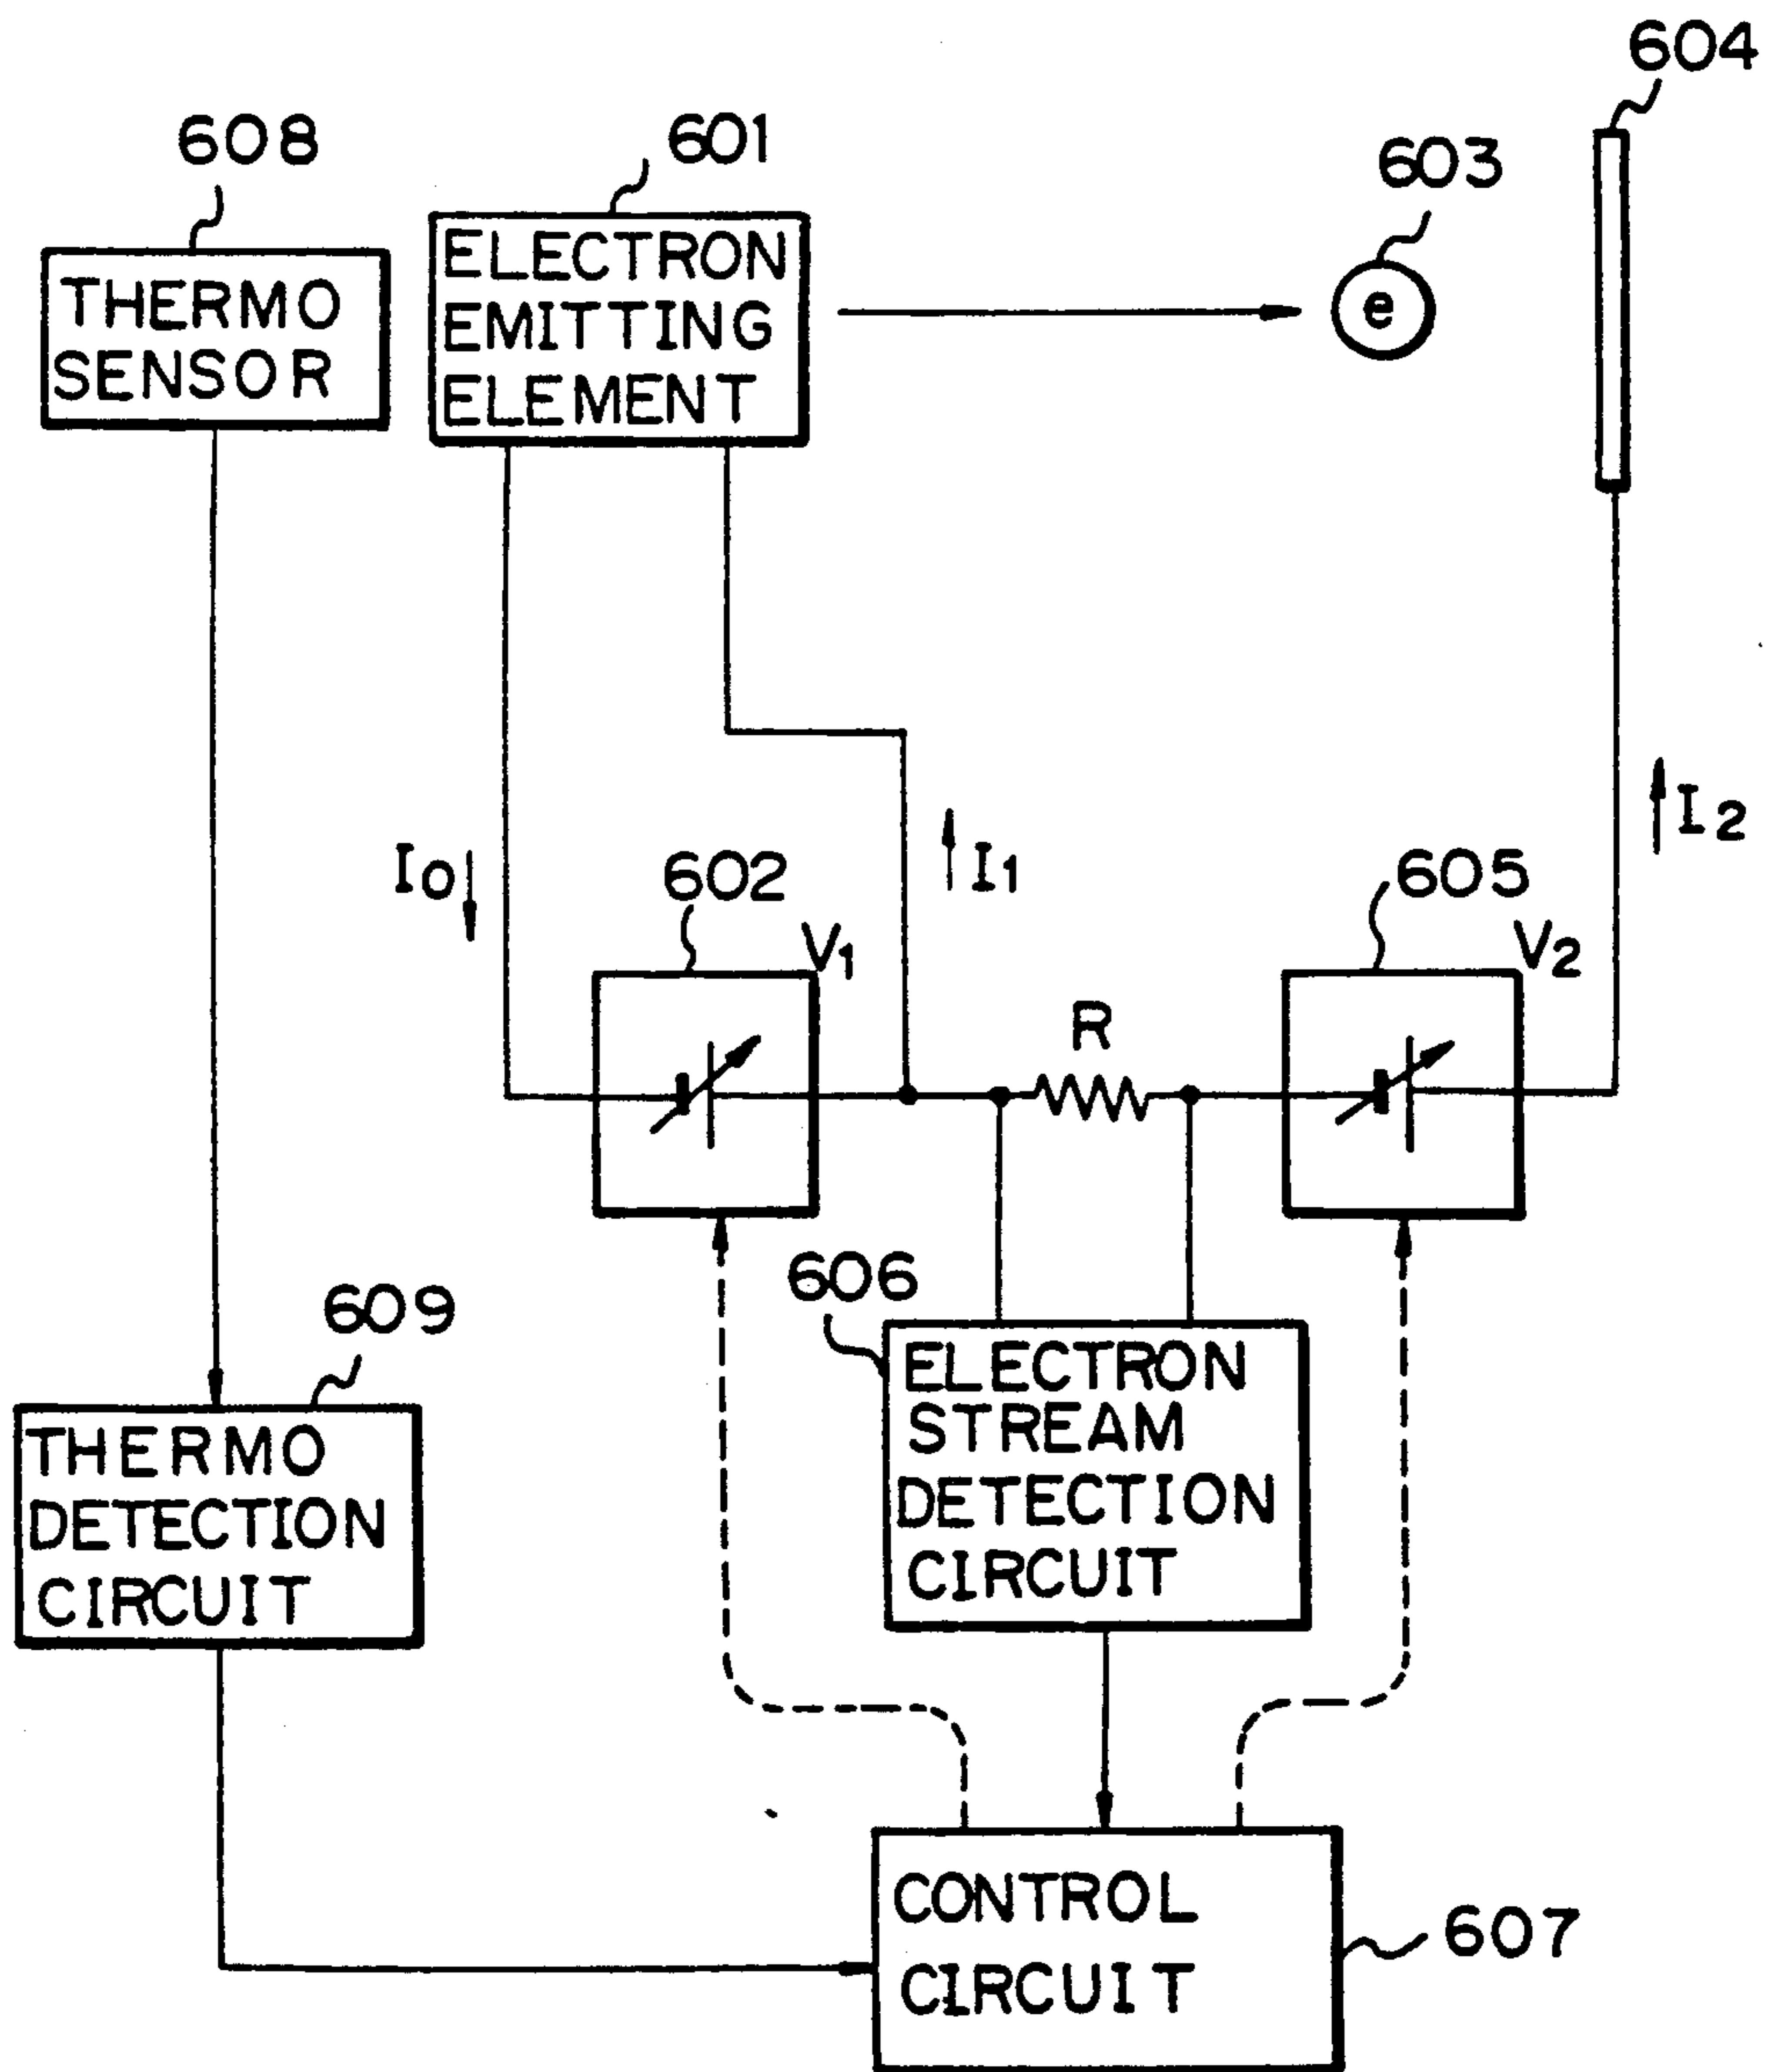 604
608
601
603
THERMO
SENSOR
ELECTRON
EMITTING
ELEMENT
e
I0
602
V1
I1
605
V2
I2
R
606
609
THERMO
DETECTION
CIRCUIT
ELECTRON
STREAM
DETECTION
CIRCUIT
CONTROL
CIRCUIT
607